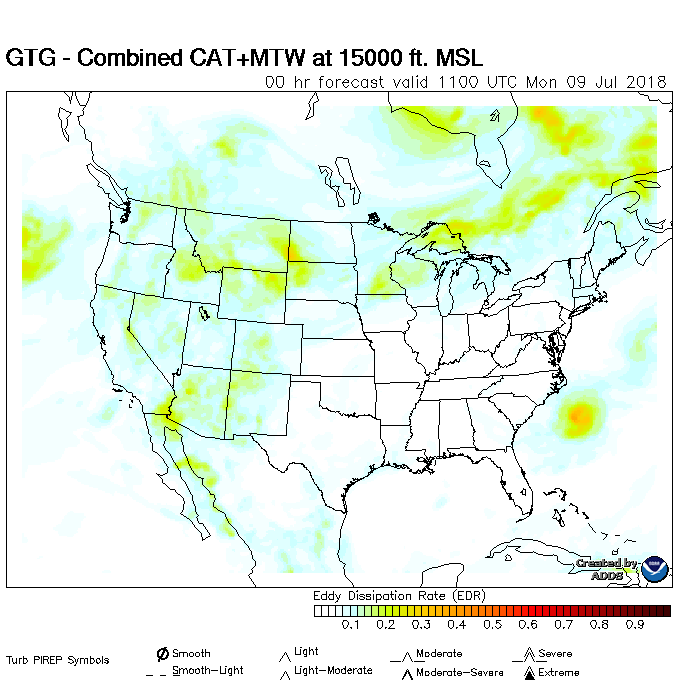 GTG - Combined CAT+MTW at 15000 ft. MSL
00 hr forecast valid 1100 UTC Mon 09 Jul 2018
Created by
ADDS
Eddy Dissipation Rate (EDR)
0.1 0.2 0.3 0.4 0.5 0.6 0.7 0.8 0.9
Turb PIREP Symbols
Smooth Light Moderate Severe
Smooth-Light Light-Moderate Moderate-Severe Extreme